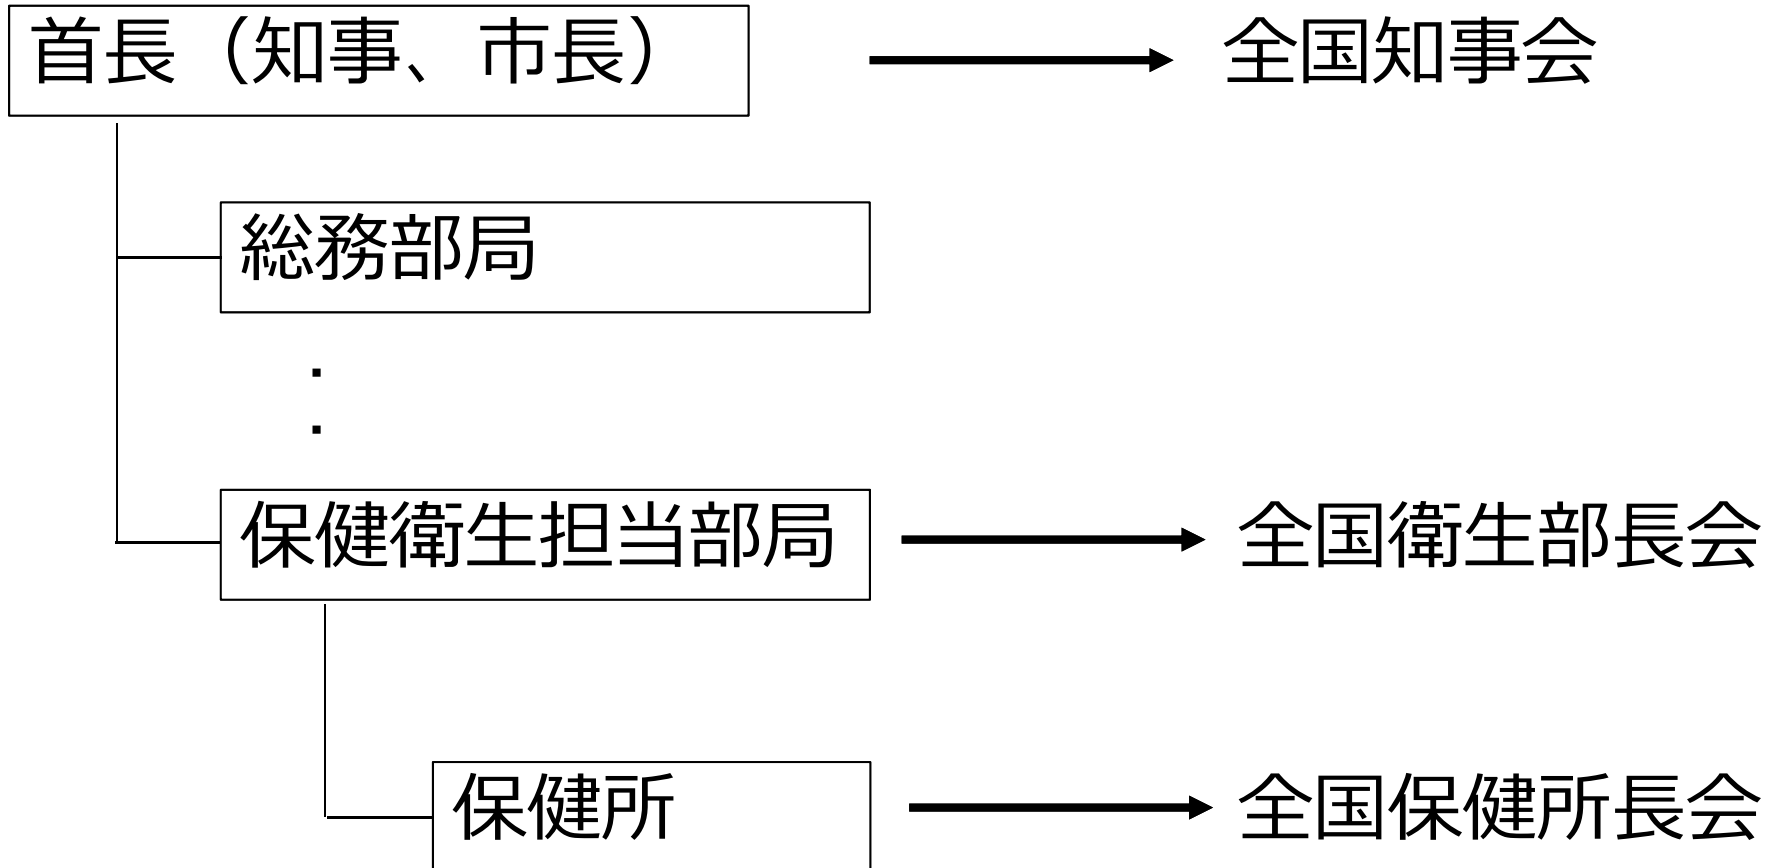 首長（知事、市長）
全国知事会
総務部局
・
・
保健衛生担当部局
全国衛生部長会
保健所
全国保健所長会